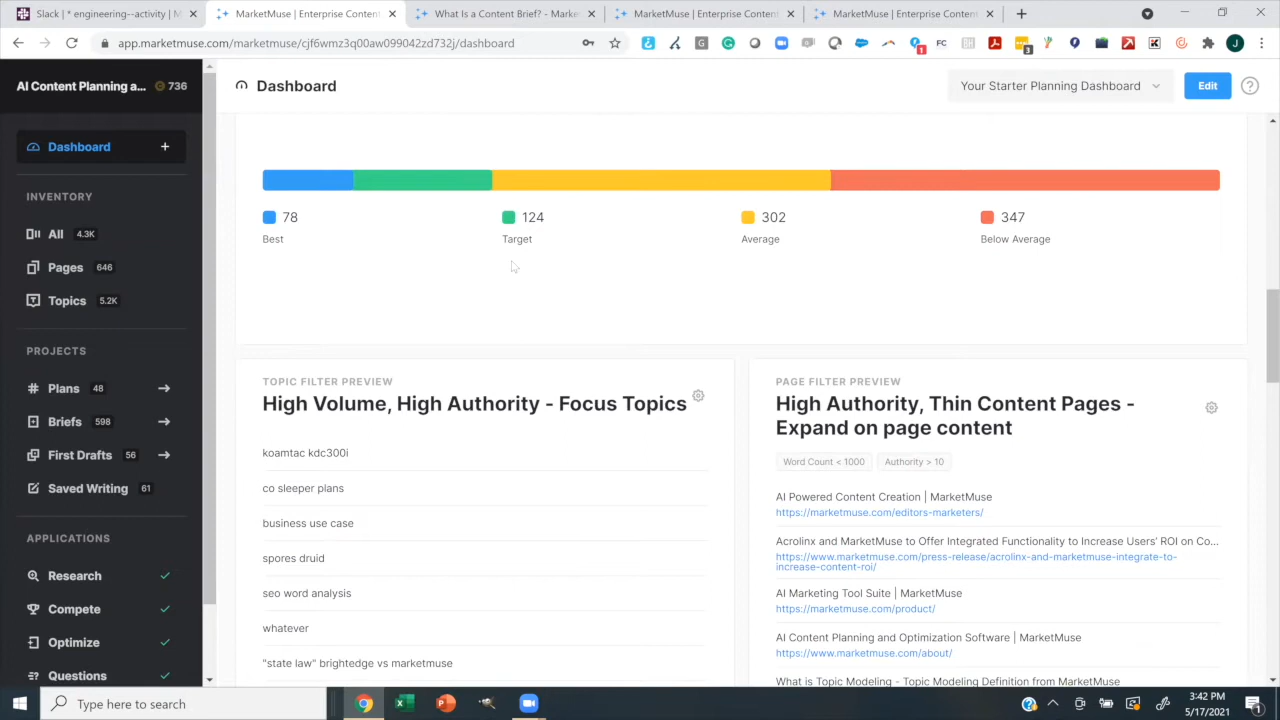 Slack | engineering--activity | M
MarketMuse | Enterprise Content
What Is a Content Brief? - Marke
MarketMuse | Enterprise Content
MarketMuse | Enterprise Content
app.marketmuse.com/marketmuse/cjf6wmz3q00aw099042zd732j/dashboard
AI Content Planning a... 736
Dashboard
Your Starter Planning Dashboard
Edit
Dashboard
INVENTORY
All 4.3K
Pages 646
Topics 5.2K
PROJECTS
Plans 48
Briefs 598
First Drafts 56
Saved Writing 61
APPLICATIONS
Research
Compete
Optimize
Questions
78
Best
124
Target
302
Average
347
Below Average
TOPIC FILTER PREVIEW
High Volume, High Authority - Focus Topics
koamtac kdc300i
co sleeper plans
business use case
spores druid
seo word analysis
whatever
"state law" brightedge vs marketmuse
PAGE FILTER PREVIEW
High Authority, Thin Content Pages -
Expand on page content
Word Count < 1000
Authority > 10
AI Powered Content Creation | MarketMuse
https://marketmuse.com/editors-marketers/
Acrolinx and MarketMuse to Offer Integrated Functionality to Increase Users' ROI on Co...
https://www.marketmuse.com/press-release/acrolinx-and-marketmuse-integrate-to-
increase-content-roi/
AI Marketing Tool Suite | MarketMuse
https://marketmuse.com/product/
AI Content Planning and Optimization Software | MarketMuse
https://www.marketmuse.com/about/
What is Topic Modeling - Topic Modeling Definition from MarketMuse
Type here to search
3:42 PM
5/17/2021